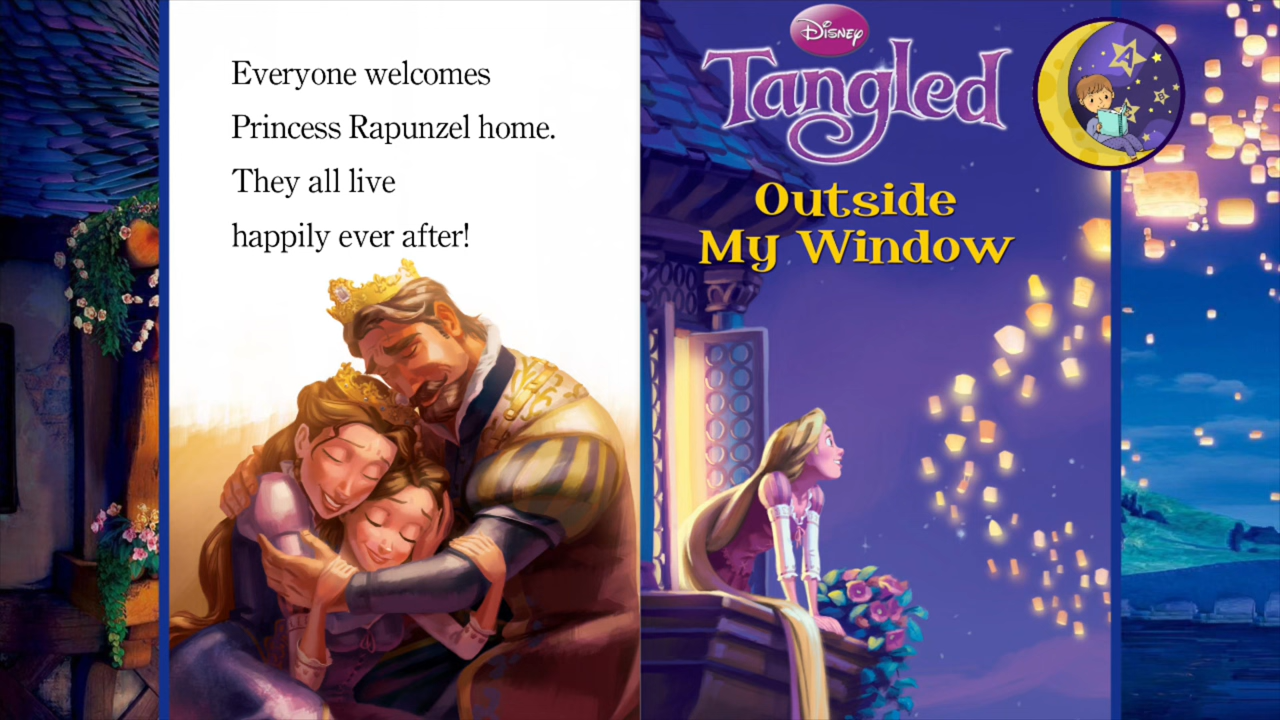 Everyone welcomes
Princess Rapunzel home.
They all live
happily ever after!
Disney
Tangled
Outside
My Window
A
B